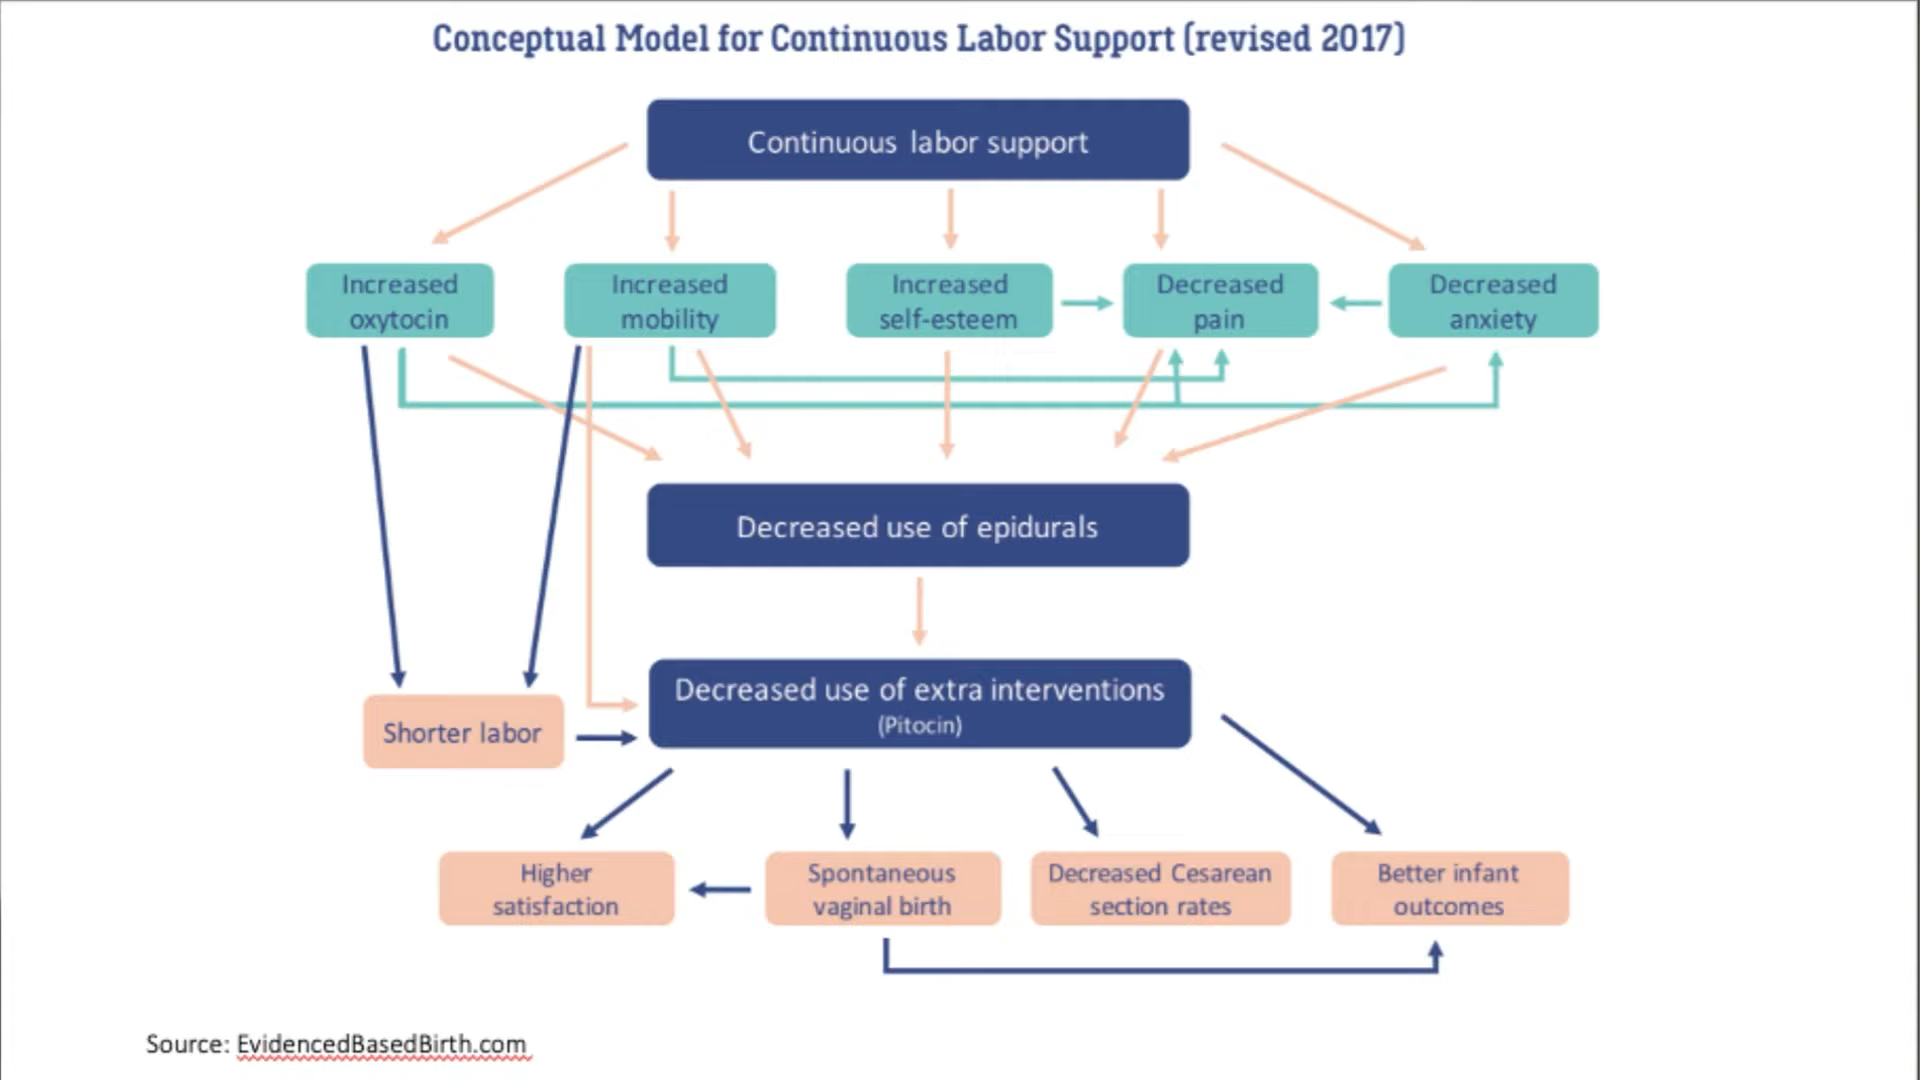 Conceptual Model for Continuous Labor Support (revised 2017)
Continuous labor support
Increased
oxytocin
Increased
mobility
Increased
self-esteem
Decreased
pain
Decreased
anxiety
Decreased use of epidurals
Decreased use of extra interventions
(Pitocin)
Shorter labor
Higher
satisfaction
Spontaneous
vaginal birth
Decreased Cesarean
section rates
Better infant
outcomes
Source: EvidencedBasedBirth.com